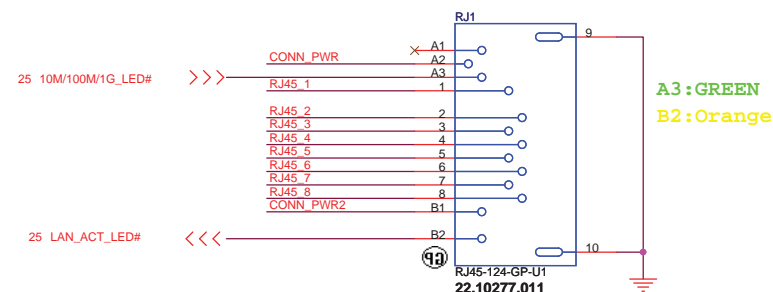 RJ1
A1
9
CONN_PWR A2
25 10M/100M/1G_LED# A3
RJ45_1 1
A3:GREEN
B2:Orange
RJ45_2 2
RJ45_3 3
RJ45_4 4
RJ45_5 5
RJ45_6 6
RJ45_7 7
RJ45_8 8
CONN_PWR2 B1
25 LAN_ACT_LED# B2
10
GP
RJ45-124-GP-U1
22.10277.011